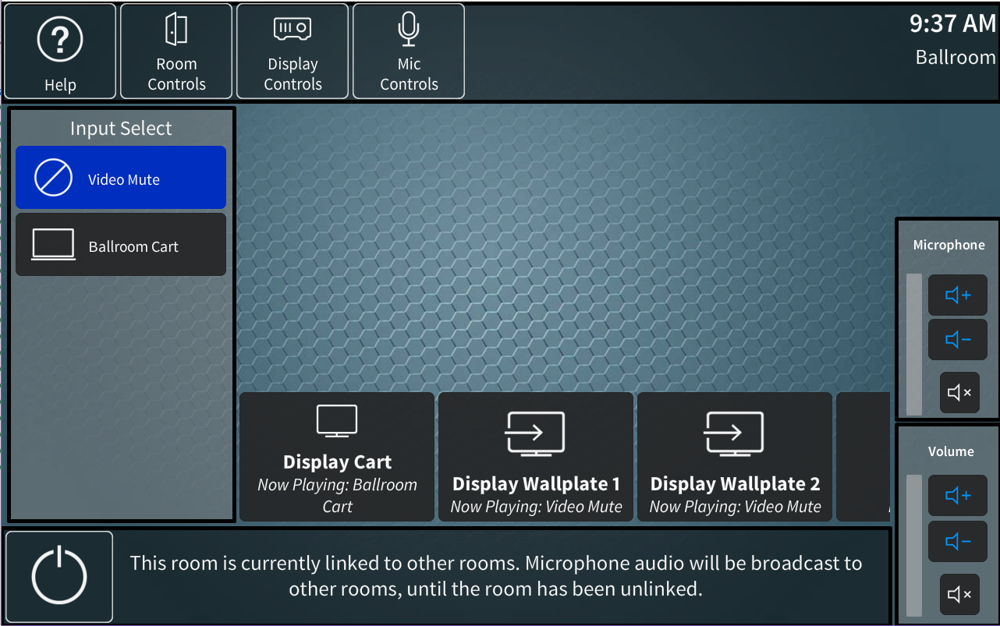 Help
Room
Controls
Display
Controls
Mic
Controls
9:37 AM
Ballroom
Input Select
Video Mute
Ballroom Cart
Microphone
Display Cart
Now Playing: Ballroom
Cart
Display Wallplate 1
Now Playing: Video Mute
Display Wallplate 2
Now Playing: Video Mute
Volume
This room is currently linked to other rooms. Microphone audio will be broadcast to
other rooms, until the room has been unlinked.